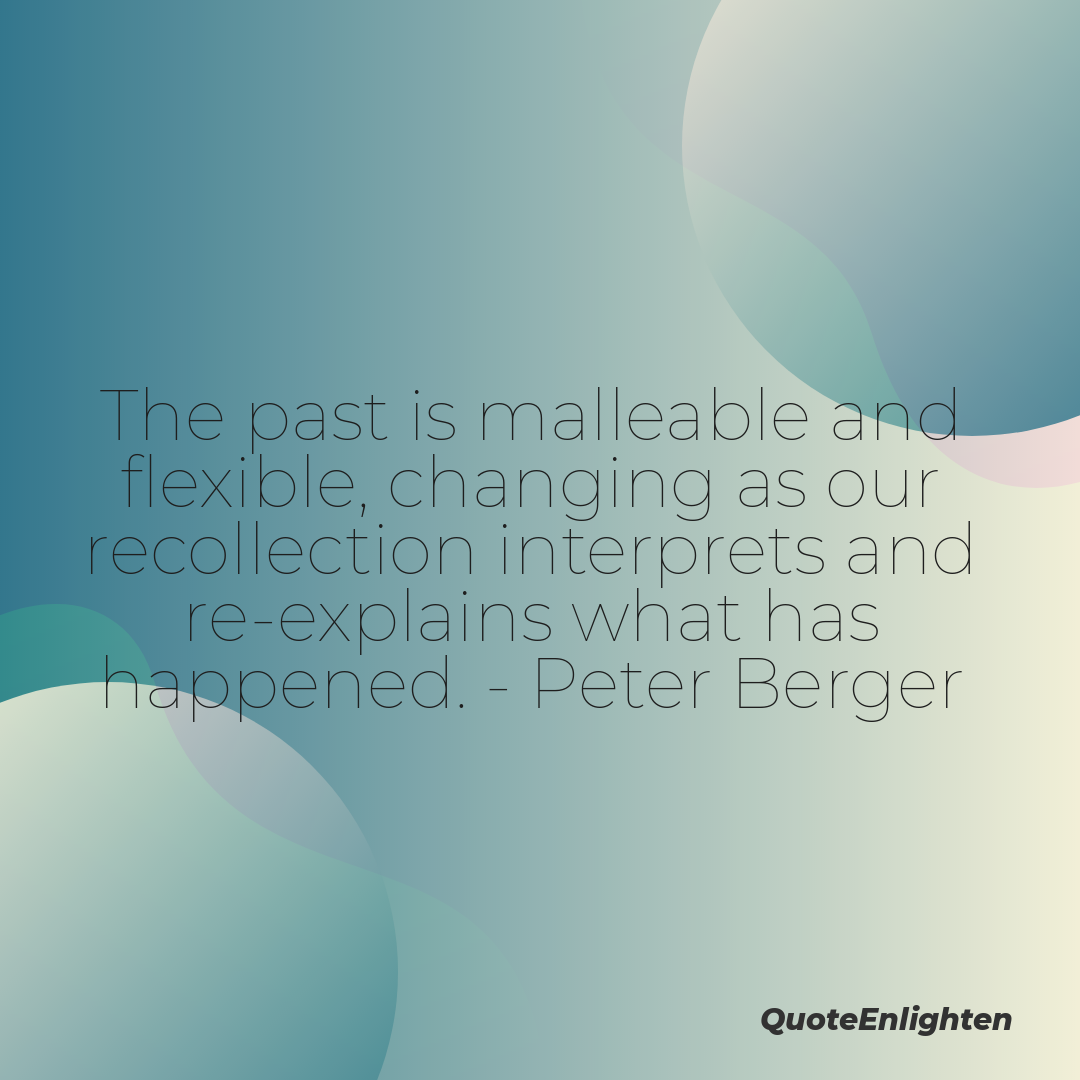 The past is malleable and
flexible, changing as our
recollection interprets and
re-explains what has
happened. - Peter Berger
QuoteEnlighten